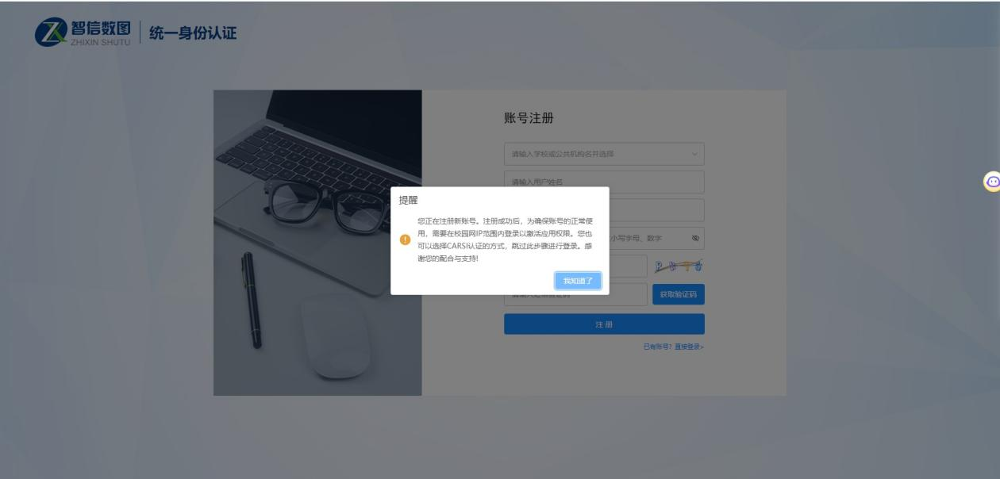 智信数图
ZHIXIN SHUTU
统一身份认证
账号注册
请输入学校或公共机构名并选择
请输入用户姓名
提醒
您正在注册新账号。注册成功后，为确保账号的正常使
用，需要在校园网IP范围内登录以激活应用权限。您也
可以选择CARSI认证的方式，跳过此步骤进行登录。感
谢您的配合与支持!
我知道了
小写字母、数字
获取验证码
注 册
已有账号? 直接登录>